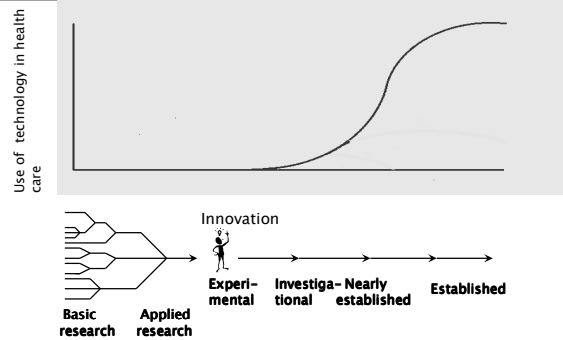 Use of technology in health
care
Innovation
Experi-
mental
Investiga-
tional
Nearly
established
Established
Basic
research
Applied
research